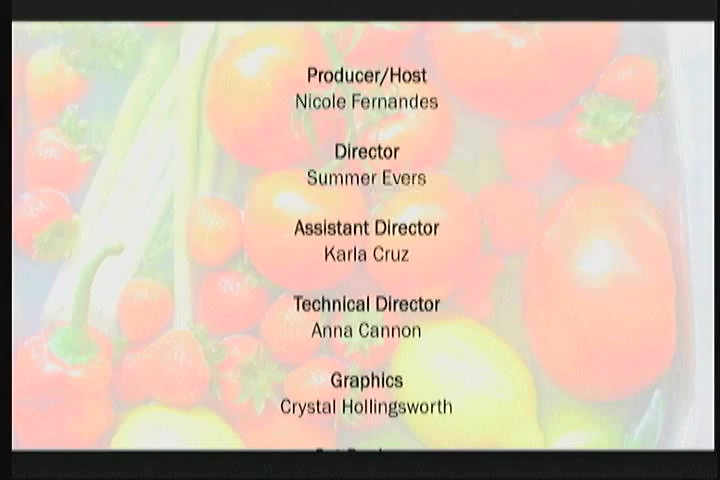 Producer/Host
Nicole Fernandes
Director
Summer Evers
Assistant Director
Karla Cruz
Technical Director
Anna Cannon
Graphics
Crystal Hollingsworth